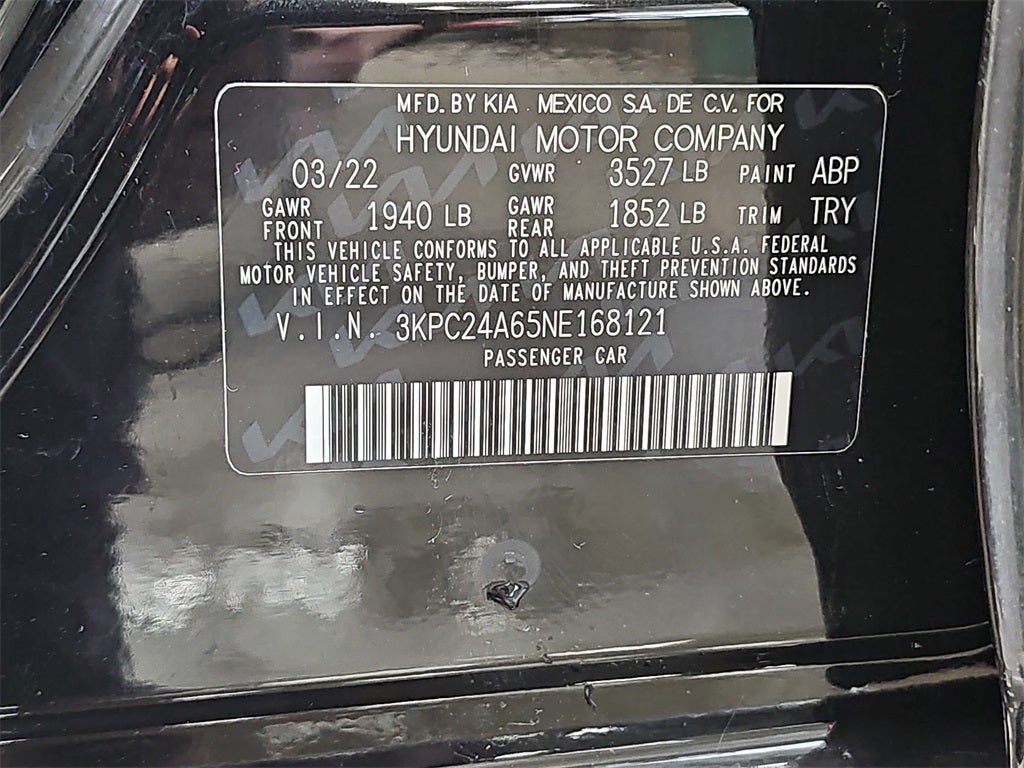 MFD. BY KIA MEXICO S.A. DE C.V. FOR
HYUNDAI MOTOR COMPANY
03/22 GVWR 3527 LB PAINT ABP
GAWR FRONT 1940 LB GAWR REAR 1852 LB TRIM TRY
THIS VEHICLE CONFORMS TO ALL APPLICABLE U.S.A. FEDERAL
MOTOR VEHICLE SAFETY, BUMPER, AND THEFT PREVENTION STANDARDS
IN EFFECT ON THE DATE OF MANUFACTURE SHOWN ABOVE.
V.I.N. 3KPC24A65NE168121
PASSENGER CAR